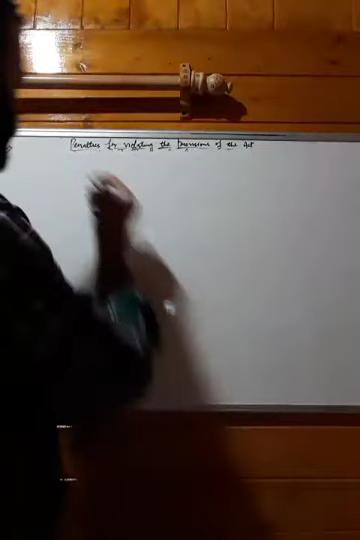 Penalties for violating the Provisions of the Act